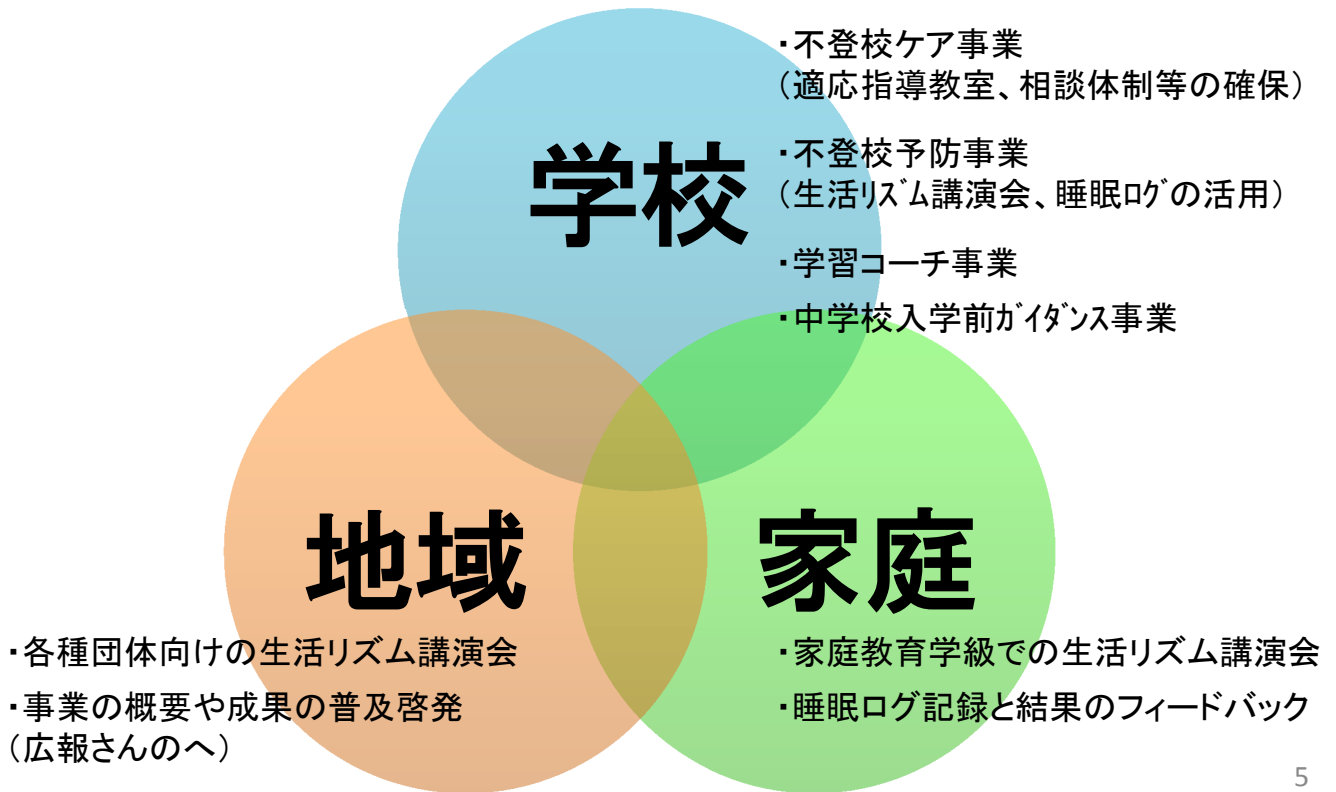 学校
・不登校ケア事業
（適応指導教室、相談体制等の確保）
・不登校予防事業
（生活ﾘｽﾞﾑ講演会、睡眠ﾛｸﾞの活用）
・学習コーチ事業
・中学校入学前ｶﾞｲﾀﾞﾝｽ事業
地域
・各種団体向けの生活リズム講演会
・事業の概要や成果の普及啓発
（広報さんのへ）
家庭
・家庭教育学級での生活リズム講演会
・睡眠ログ記録と結果のフィードバック
5